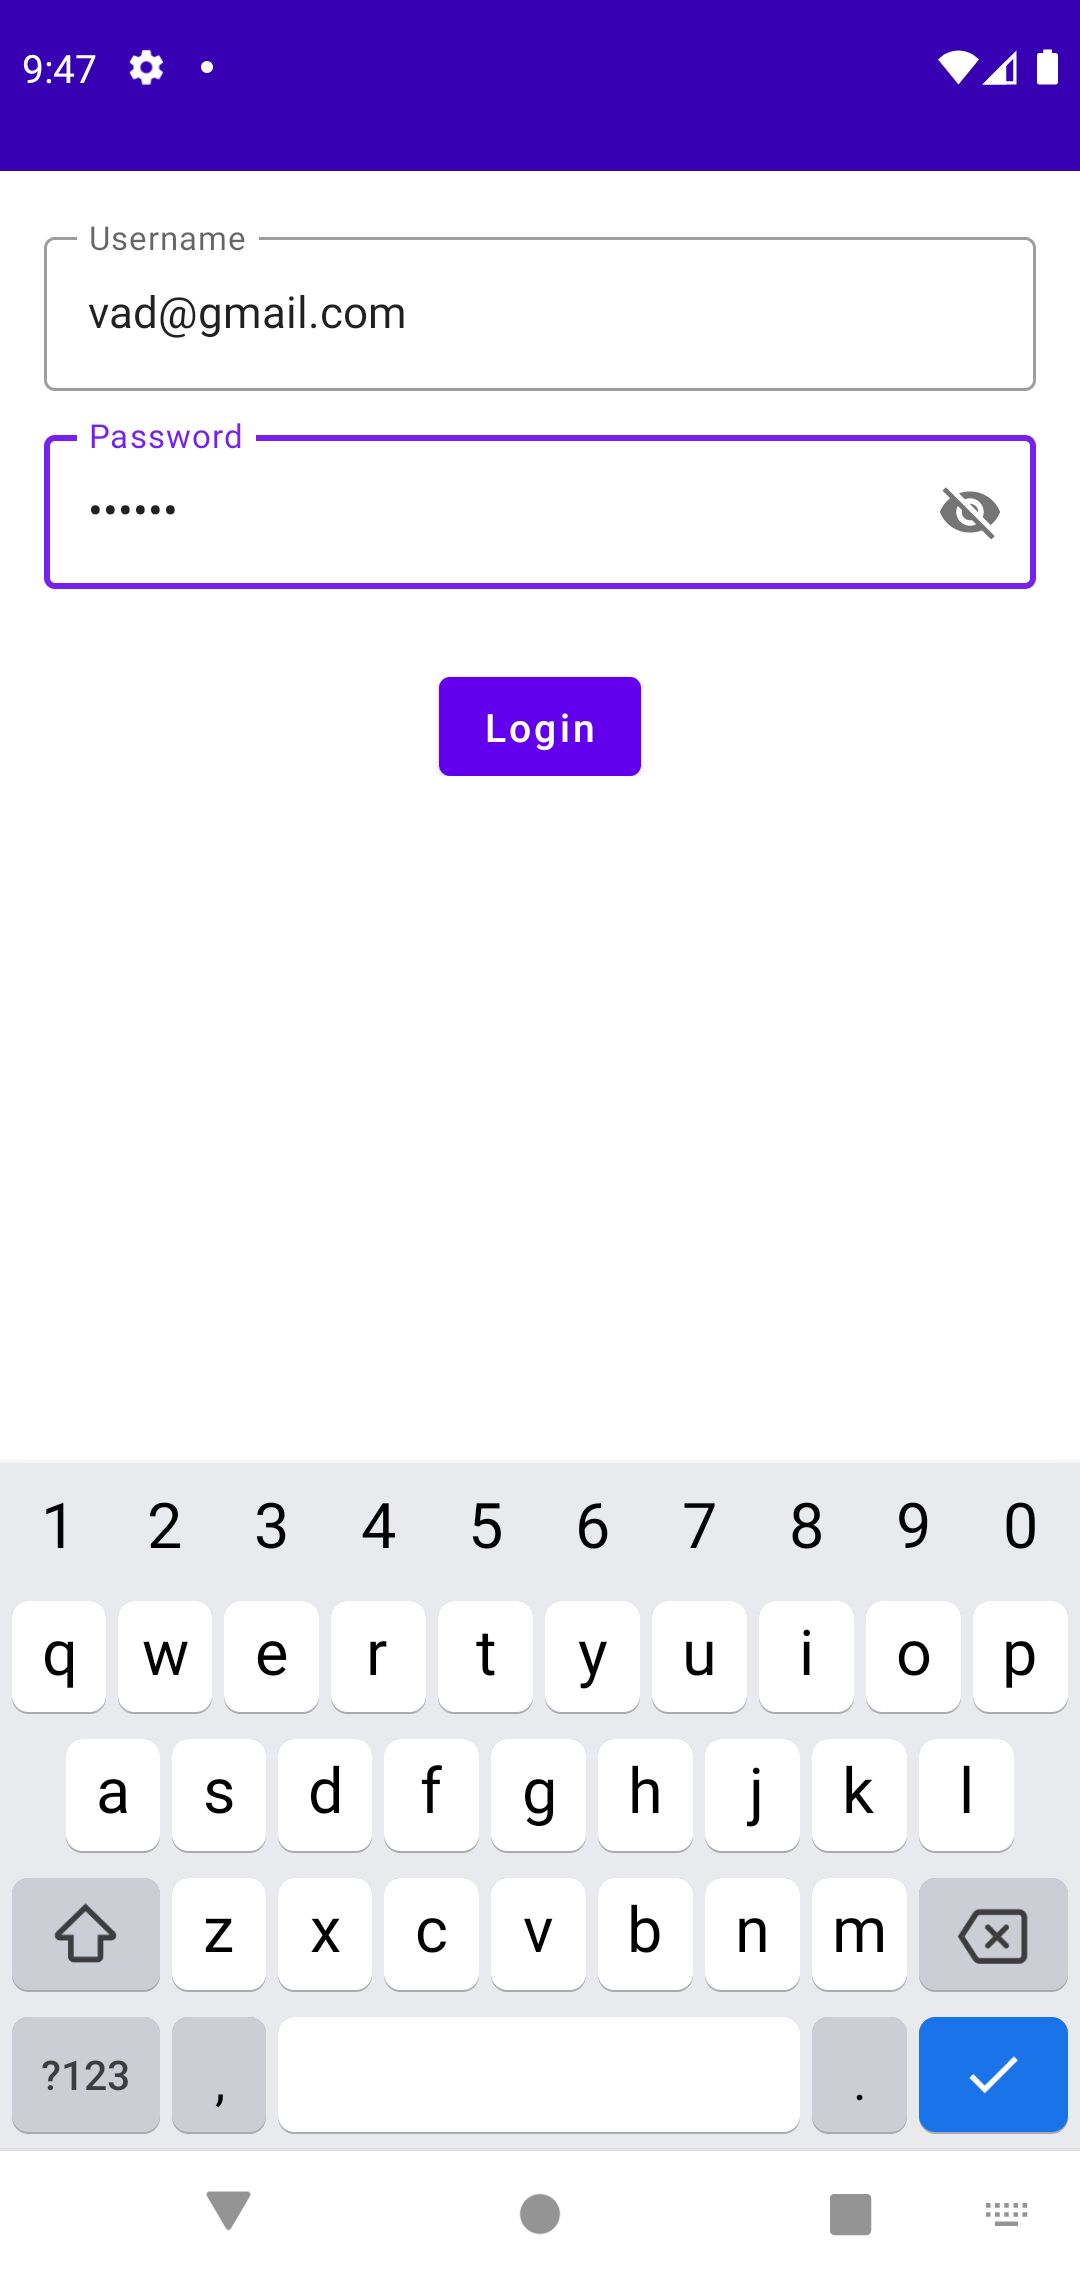 9:47
Username
vad@gmail.com
Password
••••••
Login
1 2 3 4 5 6 7 8 9 0
q w e r t y u i o p
a s d f g h j k l
z x c v b n m
?123 , .